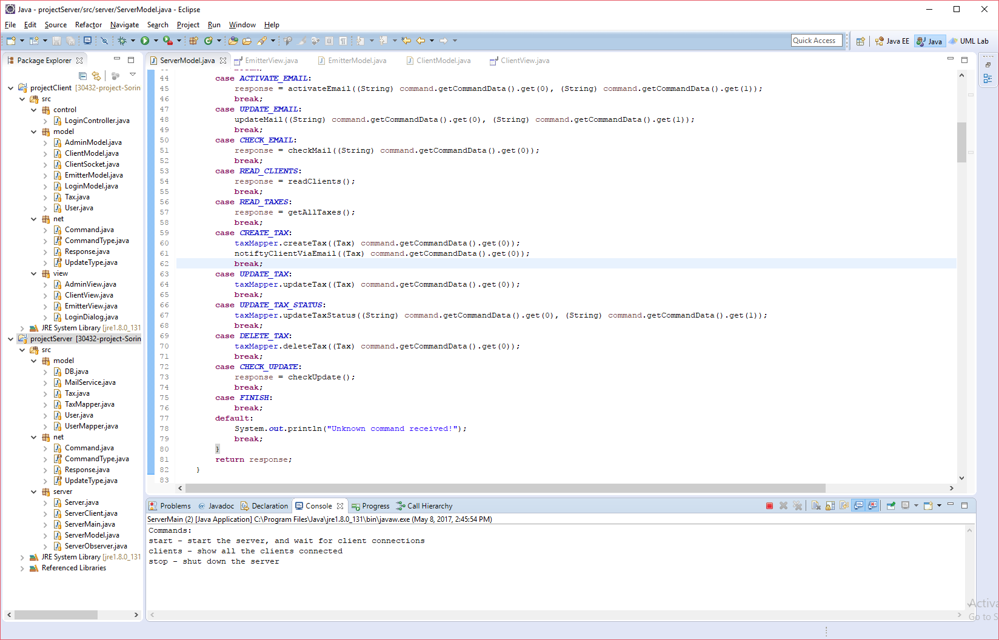 Java - projectServer/src/server/ServerModel.java - Eclipse
File Edit Source Refactor Navigate Search Project Run Window Help
Quick Access
Java EE
Java
UML Lab
Package Explorer
projectClient [30432-project-Sorin
src
control
LoginController.java
model
AdminModel.java
ClientModel.java
ClientSocket.java
EmitterModel.java
LoginModel.java
Tax.java
User.java
net
Command.java
CommandType.java
Response.java
UpdateType.java
view
AdminView.java
ClientView.java
EmitterView.java
LoginDialog.java
JRE System Library [jre1.8.0_131
projectServer [30432-project-Sorin
src
model
DB.java
MailService.java
Tax.java
TaxMapper.java
User.java
UserMapper.java
net
Command.java
CommandType.java
Response.java
UpdateType.java
server
Server.java
ServerClient.java
ServerMain.java
ServerModel.java
ServerObserver.java
JRE System Library [jre1.8.0_131
Referenced Libraries
ServerModel.java EmitterView.java EmitterModel.java ClientModel.java ClientView.java
44 case ACTIVATE_EMAIL:
45 response = activateEmail((String) command.getCommandData().get(0), (String) command.getCommandData().get(1));
46 break;
47 case UPDATE_EMAIL:
48 updateMail((String) command.getCommandData().get(0), (String) command.getCommandData().get(1));
49 break;
50 case CHECK_EMAIL:
51 response = checkMail((String) command.getCommandData().get(0));
52 break;
53 case READ_CLIENTS:
54 response = readClients();
55 break;
56 case READ_TAXES:
57 response = getAllTaxes();
58 break;
59 case CREATE_TAX:
60 taxMapper.createTax((Tax) command.getCommandData().get(0));
61 notiftyClientViaEmail((Tax) command.getCommandData().get(0));
62 break;
63 case UPDATE_TAX:
64 taxMapper.updateTax((Tax) command.getCommandData().get(0));
65 break;
66 case UPDATE_TAX_STATUS:
67 taxMapper.updateTaxStatus((String) command.getCommandData().get(0), (String) command.getCommandData().get(1));
68 break;
69 case DELETE_TAX:
70 taxMapper.deleteTax((Tax) command.getCommandData().get(0));
71 break;
72 case CHECK_UPDATE:
73 response = checkUpdate();
74 break;
75 case FINISH:
76 break;
77 default:
78 System.out.println("Unknown command received!");
79 break;
80 }
81 return response;
82 }
83
Problems @ Javadoc Declaration Console Progress Call Hierarchy
ServerMain (2) [Java Application] C:\Program Files\Java\jre1.8.0_131\bin\javaw.exe (May 8, 2017, 2:45:54 PM)
Commands:
start - start the server, and wait for client connections
clients - show all the clients connected
stop - shut down the server
Activa
Go to S